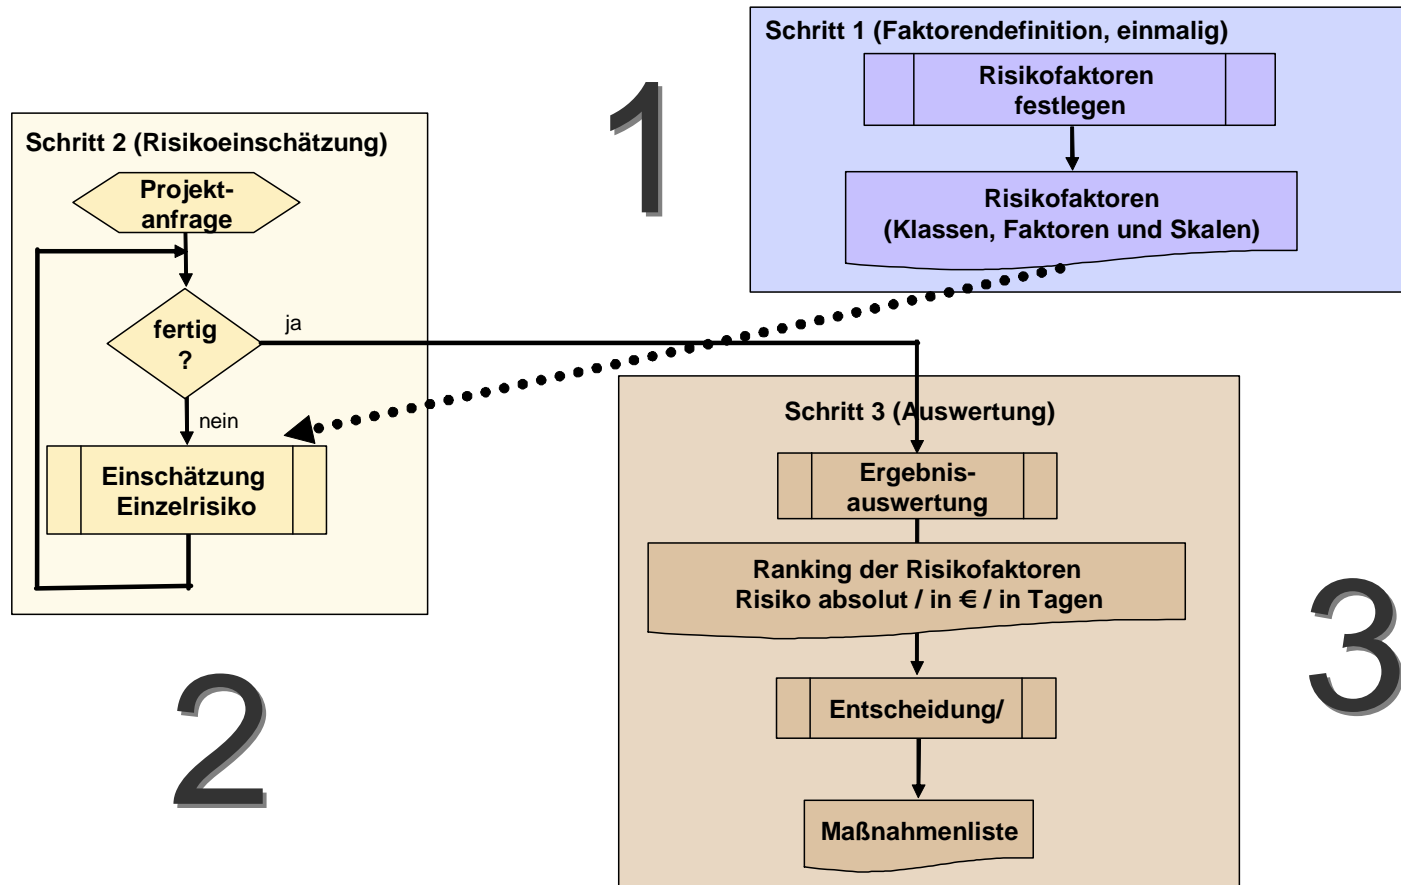 1
Schritt 1 (Faktorendefinition, einmalig)
Risikofaktoren
festlegen
Risikofaktoren
(Klassen, Faktoren und Skalen)
2
Schritt 2 (Risikoeinschätzung)
Projekt-
anfrage
fertig
?
ja
nein
Einschätzung
Einzelrisiko
3
Schritt 3 (Auswertung)
Ergebnis-
auswertung
Ranking der Risikofaktoren
Risiko absolut / in € / in Tagen
Entscheidung/
Maßnahmenliste